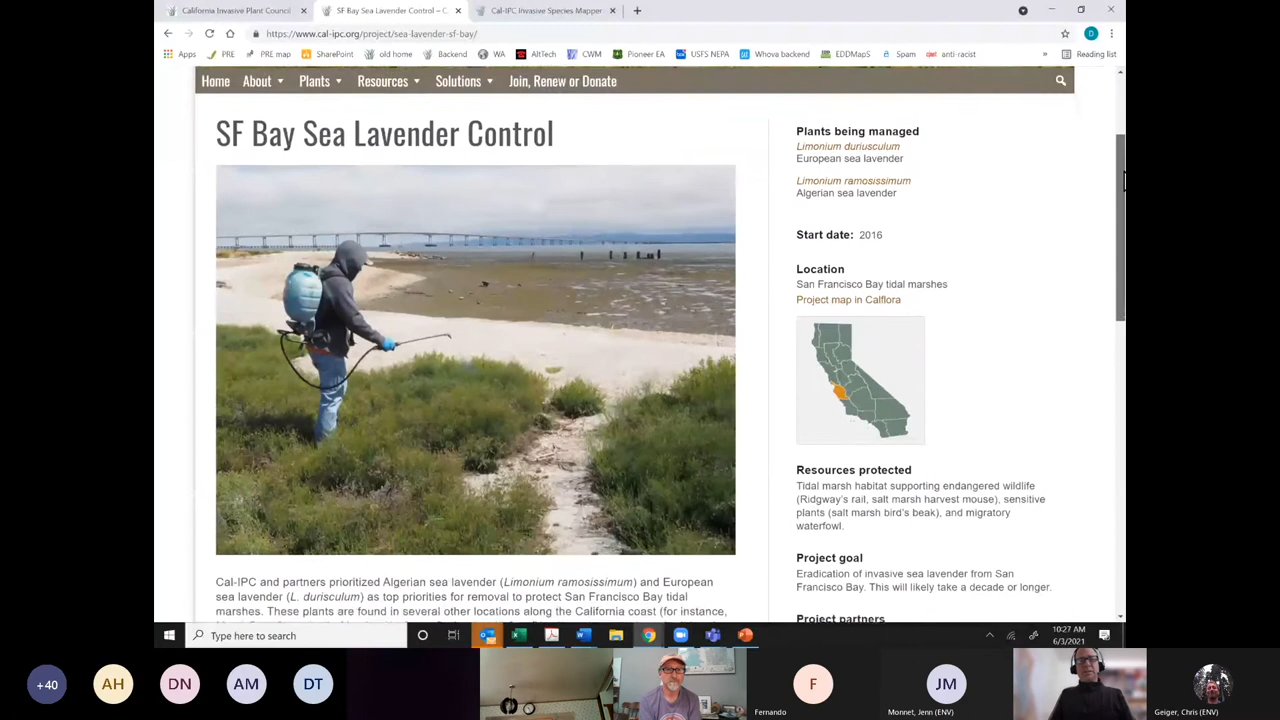 California Invasive Plant Council
SF Bay Sea Lavender Control – C
Cal-IPC Invasive Species Mapper
https://www.cal-ipc.org/project/sea-lavender-sf-bay/
D
Apps
PRE
PRE map
SharePoint
old home
Backend
WA
AltTech
CWM
Pioneer EA
USFS NEPA
Whova backend
EDDMapS
Spam
anti-racist
»
Reading list
Home
About
Plants
Resources
Solutions
Join, Renew or Donate
SF Bay Sea Lavender Control
Cal-IPC and partners prioritized Algerian sea lavender (Limonium ramosissimum) and European
sea lavender (L. durisculum) as top priorities for removal to protect San Francisco Bay tidal
marshes. These plants are found in several other locations along the California coast (for instance,
Plants being managed
Limonium duriusculum
European sea lavender
Limonium ramosissimum
Algerian sea lavender
Start date: 2016
Location
San Francisco Bay tidal marshes
Project map in Calflora
Resources protected
Tidal marsh habitat supporting endangered wildlife
(Ridgway's rail, salt marsh harvest mouse), sensitive
plants (salt marsh bird's beak), and migratory
waterfowl.
Project goal
Eradication of invasive sea lavender from San
Francisco Bay. This will likely take a decade or longer.
Project partners
Type here to search
10:27 AM
6/3/2021
+40
AH
DN
AM
DT
F
Fernando
JM
Monnet, Jenn (ENV)
Geiger, Chris (ENV)